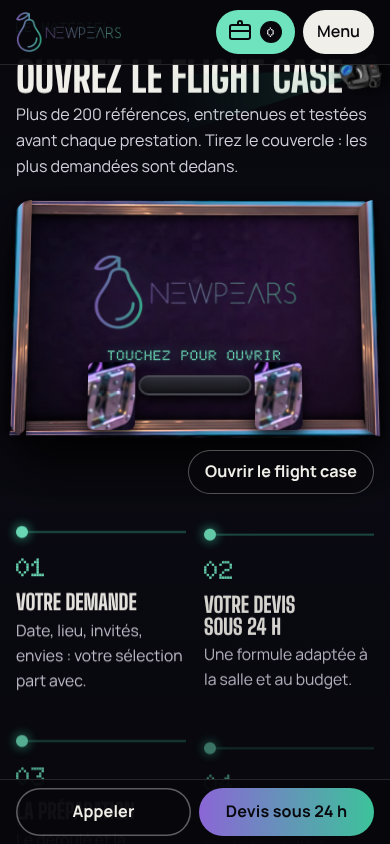 NEWPEARS
0
Menu
OUVREZ LE FLIGHT CASE
Plus de 200 références, entretenues et testées
avant chaque prestation. Tirez le couvercle : les
plus demandées sont dedans.
NEWPEARS
TOUCHEZ POUR OUVRIR
Ouvrir le flight case
01
VOTRE DEMANDE
Date, lieu, invités,
envies : votre sélection
part avec.
02
VOTRE DEVIS
SOUS 24 H
Une formule adaptée à
la salle et au budget.
03
LA PRÉPARATION
Appeler
Devis sous 24 h